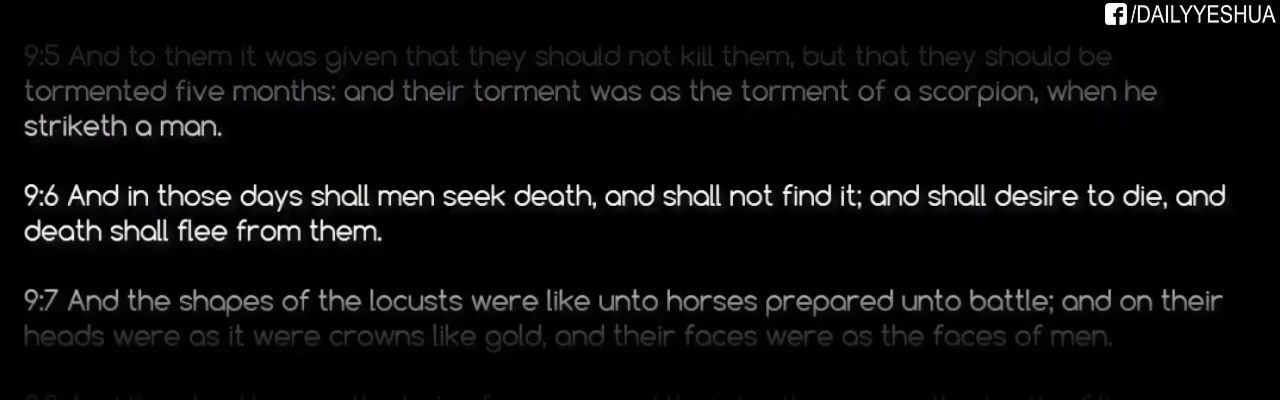 /DAILYYESHUA
9:5 And to them it was given that they should not kill them, but that they should be
tormented five months: and their torment was as the torment of a scorpion, when he
striketh a man.
9:6 And in those days shall men seek death, and shall not find it; and shall desire to die, and
death shall flee from them.
9:7 And the shapes of the locusts were like unto horses prepared unto battle; and on their
heads were as it were crowns like gold, and their faces were as the faces of men.